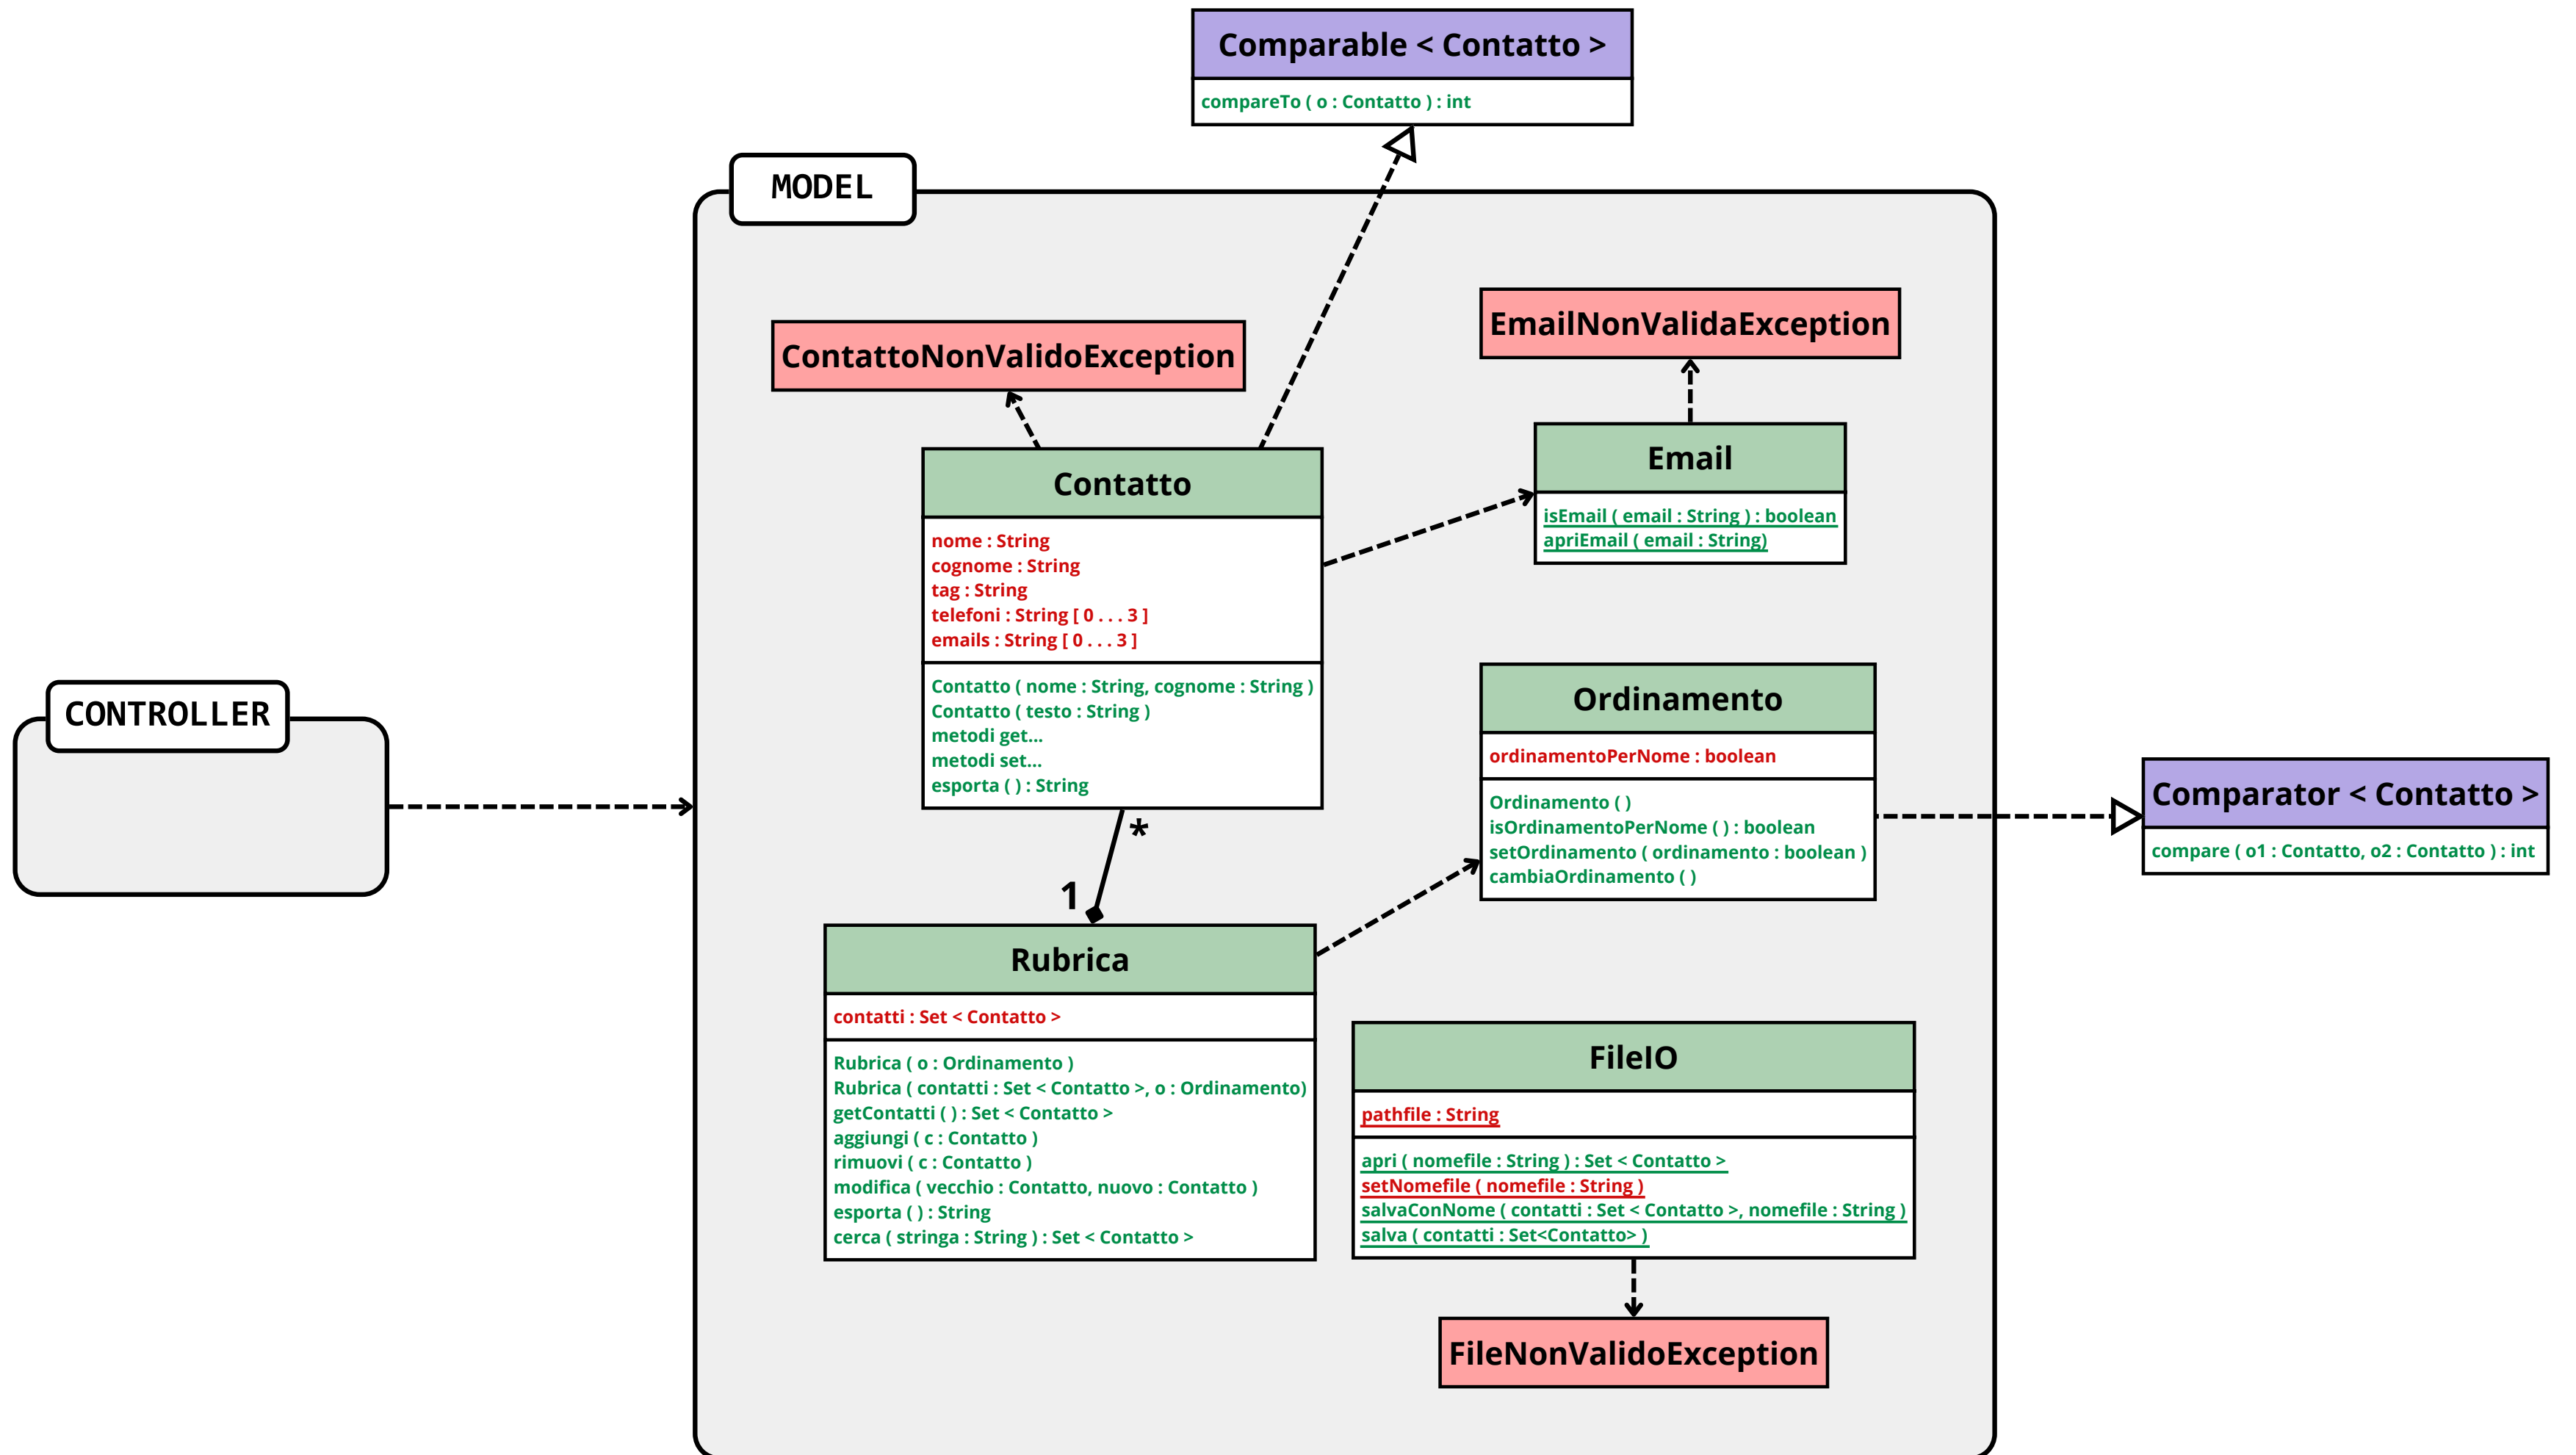 Comparable < Contatto >
compareTo ( o : Contatto ) : int
MODEL
ContattoNonValidoException
EmailNonValidaException
Contatto
nome : String
cognome : String
tag : String
telefoni : String [ 0 . . . 3 ]
emails : String [ 0 . . . 3 ]
Contatto ( nome : String, cognome : String )
Contatto ( testo : String )
metodi get...
metodi set...
esporta ( ) : String
Email
isEmail ( email : String ) : boolean
apriEmail ( email : String)
CONTROLLER
Ordinamento
ordinamentoPerNome : boolean
Ordinamento ( )
isOrdinamentoPerNome ( ) : boolean
setOrdinamento ( ordinamento : boolean )
cambiaOrdinamento ( )
Comparator < Contatto >
compare ( o1 : Contatto, o2 : Contatto ) : int
*
1
Rubrica
contatti : Set < Contatto >
Rubrica ( o : Ordinamento )
Rubrica ( contatti : Set < Contatto >, o : Ordinamento)
getContatti ( ) : Set < Contatto >
aggiungi ( c : Contatto )
rimuovi ( c : Contatto )
modifica ( vecchio : Contatto, nuovo : Contatto )
esporta ( ) : String
cerca ( stringa : String ) : Set < Contatto >
FileIO
pathfile : String
apri ( nomefile : String ) : Set < Contatto >
setNomefile ( nomefile : String )
salvaConNome ( contatti : Set < Contatto >, nomefile : String )
salva ( contatti : Set<Contatto> )
FileNonValidoException